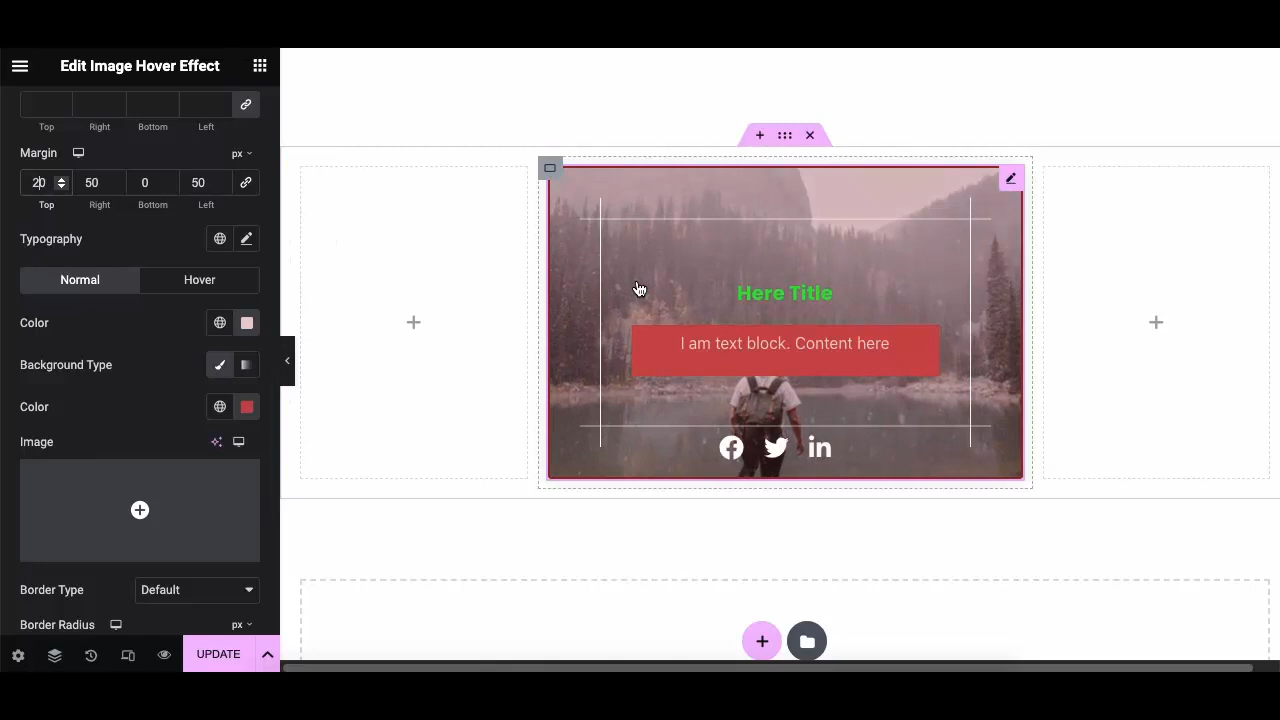 Edit Image Hover Effect
Top Right Bottom Left
Margin px
20 50 0 50
Top Right Bottom Left
Typography
Normal Hover
Color
Background Type
Color
Image
Border Type Default
Border Radius px
UPDATE
Here Title
I am text block. Content here